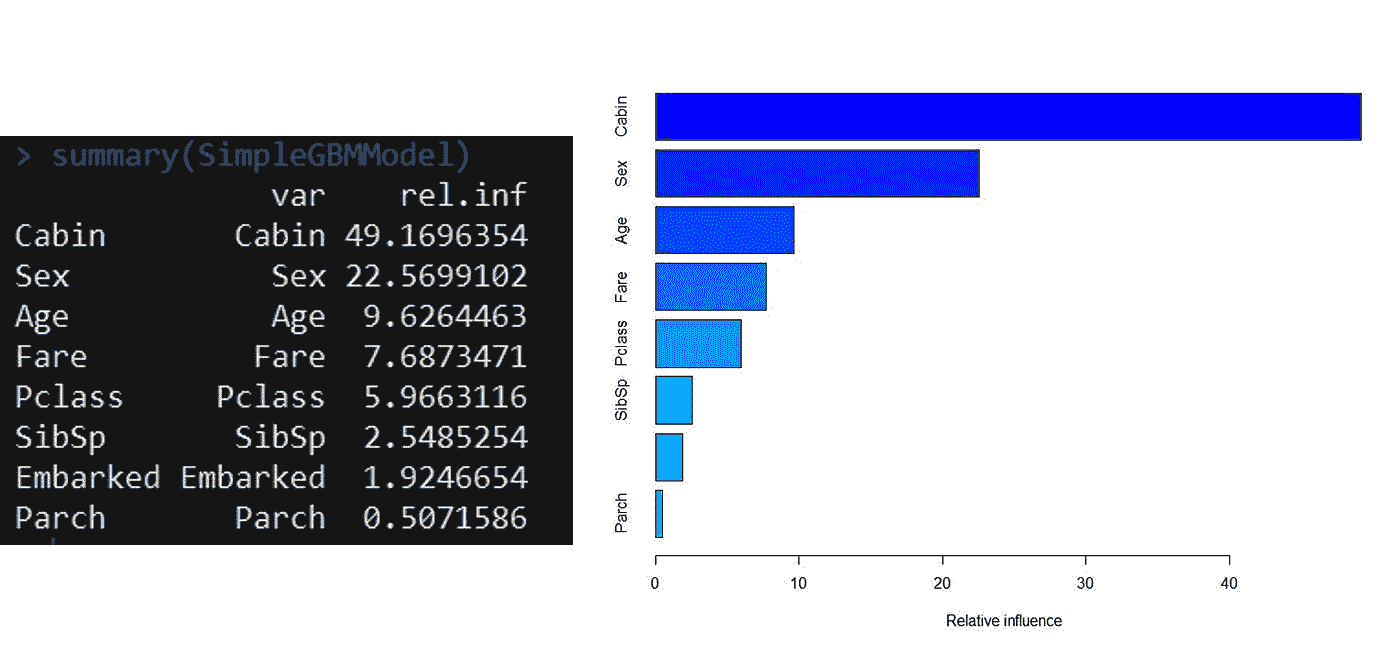 > summary(SimpleGBMModel)
var rel.inf
Cabin Cabin 49.1696354
Sex Sex 22.5699102
Age Age 9.6264463
Fare Fare 7.6873471
Pclass Pclass 5.9663116
SibSp SibSp 2.5485254
Embarked Embarked 1.9246654
Parch Parch 0.5071586
Cabin
Sex
Age
Fare
Pclass
SibSp
Parch
0 10 20 30 40
Relative influence